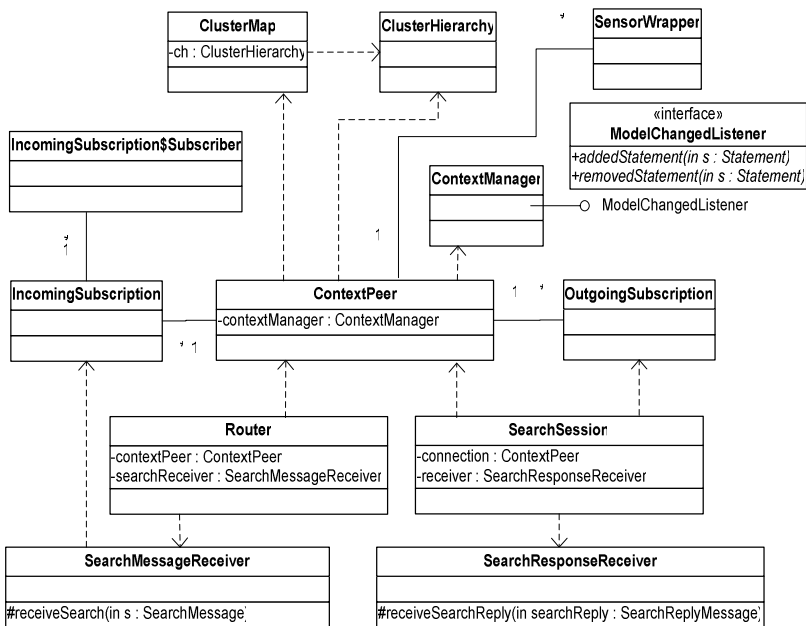 ClusterMap
-ch : ClusterHierarchy
ClusterHierarchy
*
SensorWrapper
«interface»
ModelChangedListener
+addedStatement(in s : Statement)
+removedStatement(in s : Statement)
IncomingSubscription$Subscriber
ContextManager
ModelChangedListener
*
1
1
IncomingSubscription
ContextPeer
-contextManager : ContextManager
1 *
OutgoingSubscription
* 1
Router
-contextPeer : ContextPeer
-searchReceiver : SearchMessageReceiver
SearchSession
-connection : ContextPeer
-receiver : SearchResponseReceiver
SearchMessageReceiver
#receiveSearch(in s : SearchMessage)
SearchResponseReceiver
#receiveSearchReply(in searchReply : SearchReplyMessage)